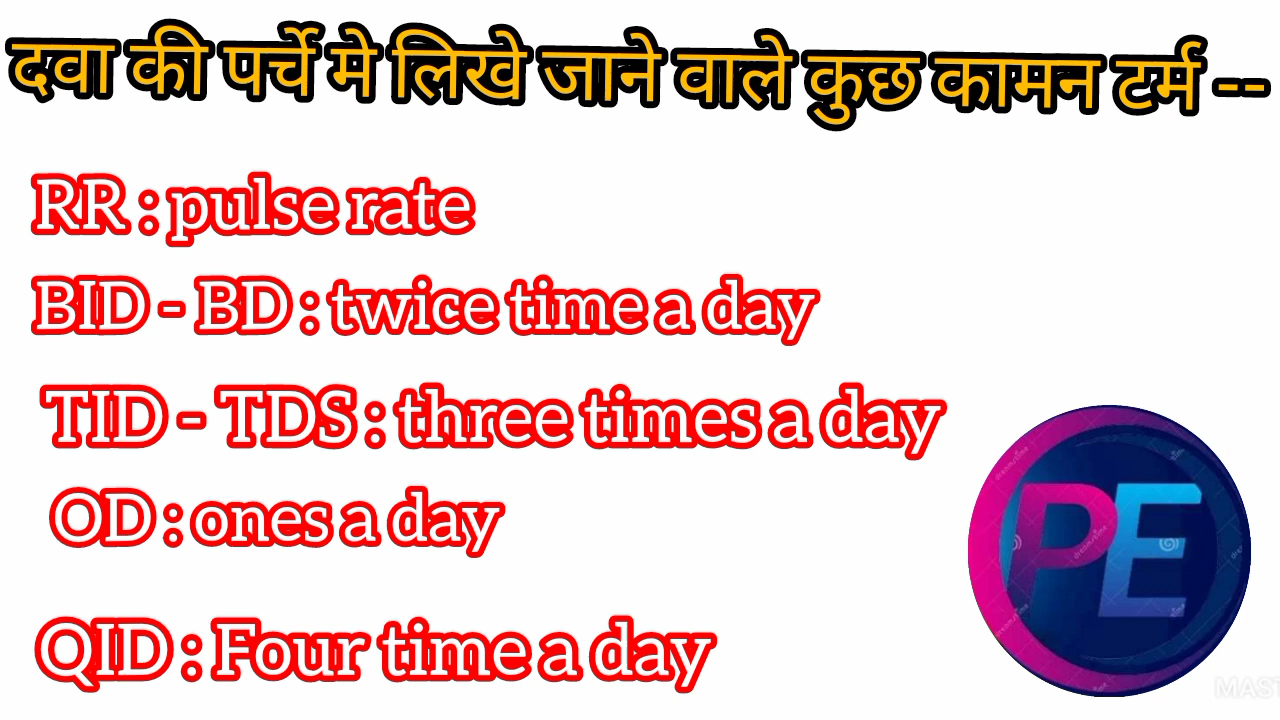 दवा की पर्चे मे लिखे जाने वाले कुछ कामन टर्म --
RR : pulse rate
BID - BD : twice time a day
TID - TDS : three times a day
OD : ones a day
QID : Four time a day
PE
MAST